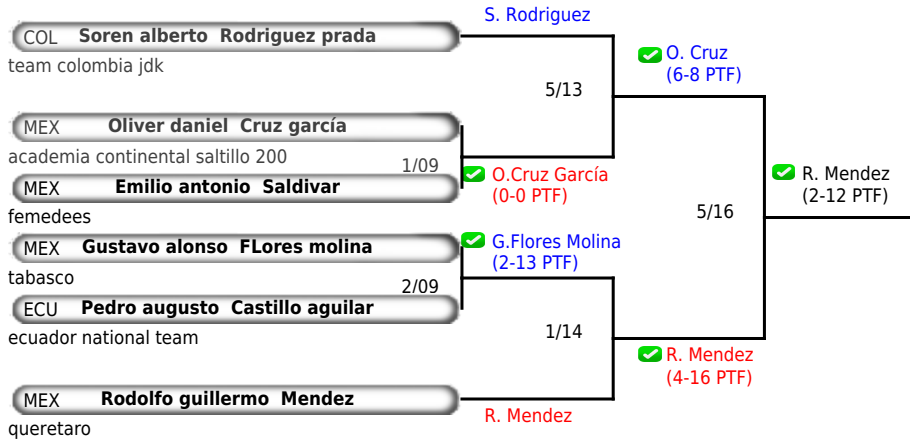 S. Rodriguez
COL Soren alberto Rodriguez prada
team colombia jdk
O. Cruz
(6-8 PTF)
5/13
MEX Oliver daniel Cruz garcía
academia continental saltillo 200
1/09
MEX Emilio antonio Saldivar
femedees
O.Cruz García
(0-0 PTF)
R. Mendez
(2-12 PTF)
5/16
MEX Gustavo alonso FLores molina
tabasco
G.Flores Molina
(2-13 PTF)
2/09
ECU Pedro augusto Castillo aguilar
ecuador national team
1/14
R. Mendez
(4-16 PTF)
MEX Rodolfo guillermo Mendez
queretaro
R. Mendez